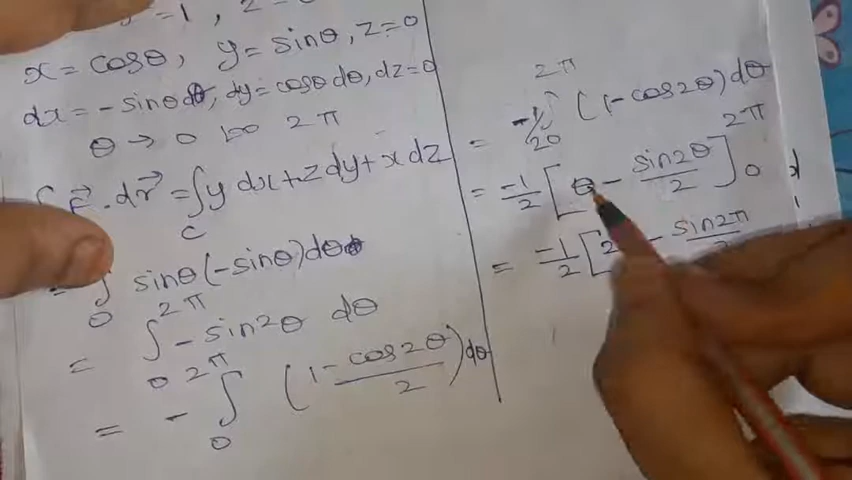 y=1, z=0
x = cosθ, y = sinθ, z=0
dx = -sinθ dθ, dy = cosθ dθ, dz=0
θ → 0 to 2π
∫ F⃗ . dr⃗ = ∫ y dx + z dy + x dz
C
= ∫ sinθ(-sinθ)dθ
0
2π
= ∫ - sin2θ dθ
0
2π
= - ∫ (1-cos2θ / 2) dθ
0
2π
= -1/2 ∫ (1-cos2θ)dθ
0
= -1/2 [θ - sin2θ/2] 2π 0
= -1/2 [2 - sin2π